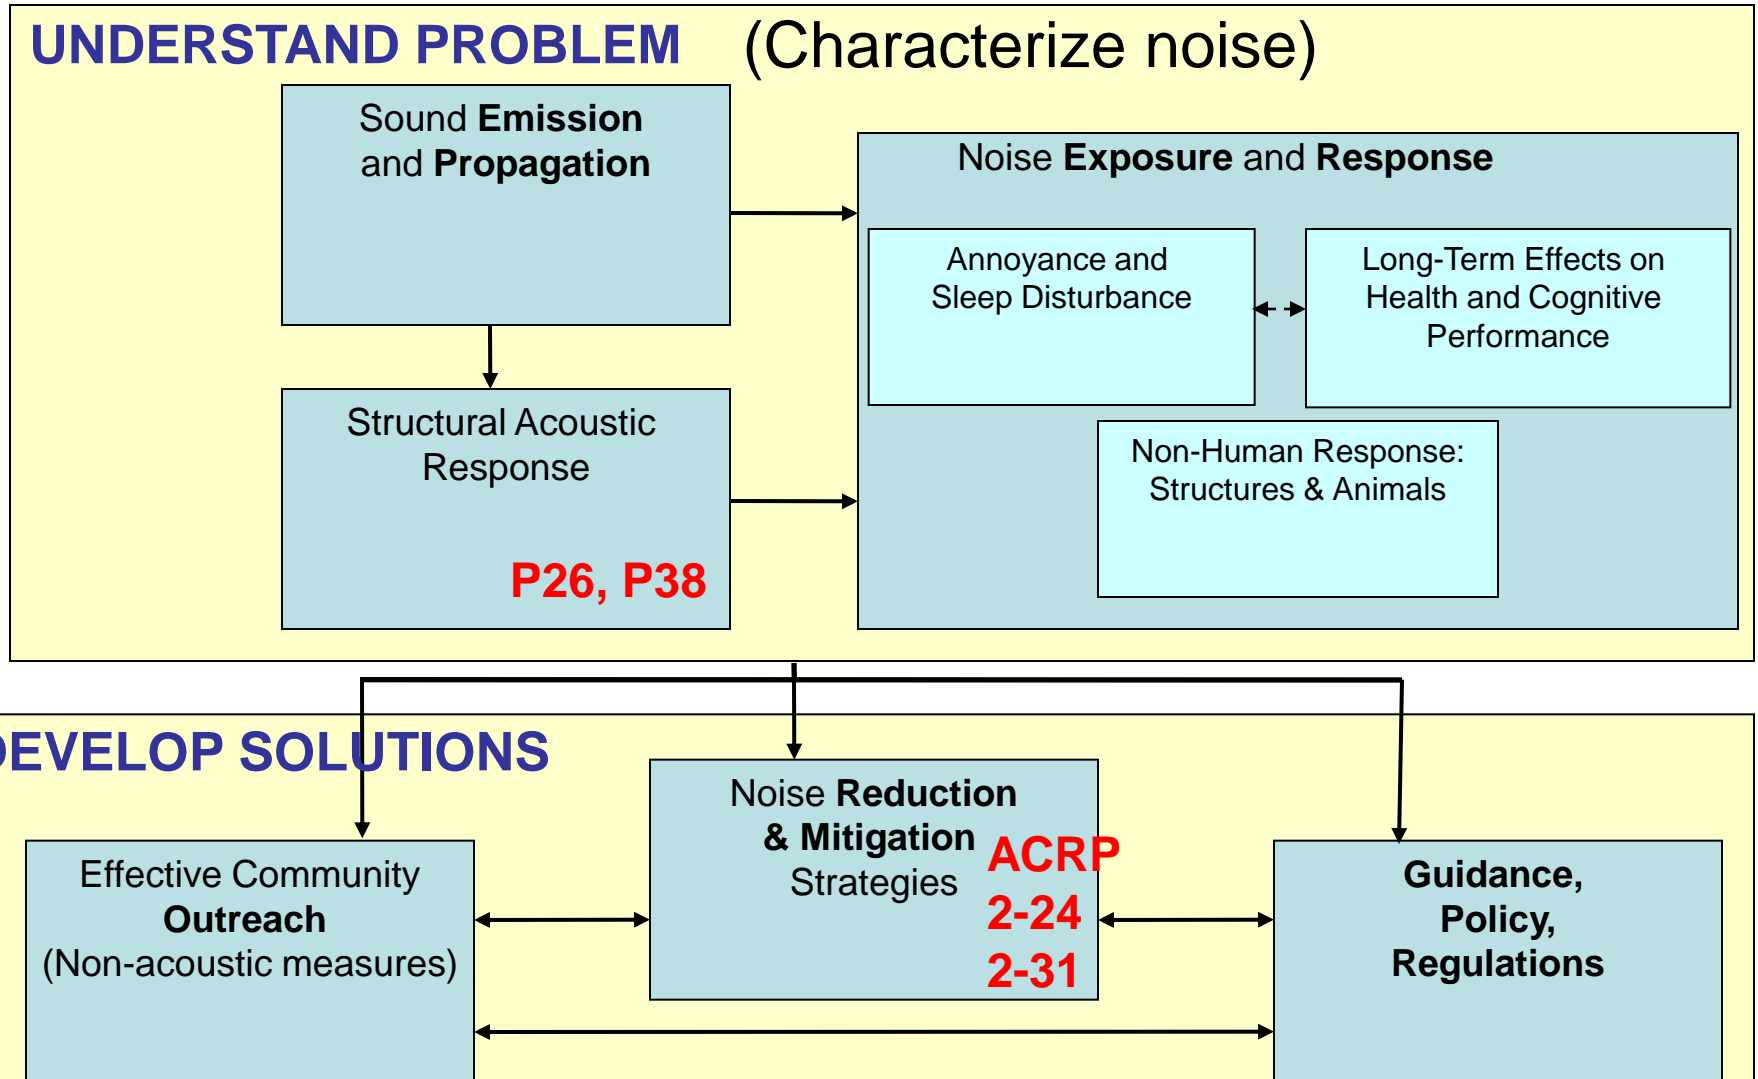 UNDERSTAND PROBLEM (Characterize noise)
Sound Emission
and Propagation
Noise Exposure and Response
Annoyance and
Sleep Disturbance
Long-Term Effects on
Health and Cognitive
Performance
Structural Acoustic
Response
P26, P38
Non-Human Response:
Structures & Animals
DEVELOP SOLUTIONS
Noise Reduction
& Mitigation
Strategies
ACRP
2-24
2-31
Effective Community
Outreach
(Non-acoustic measures)
Guidance,
Policy,
Regulations